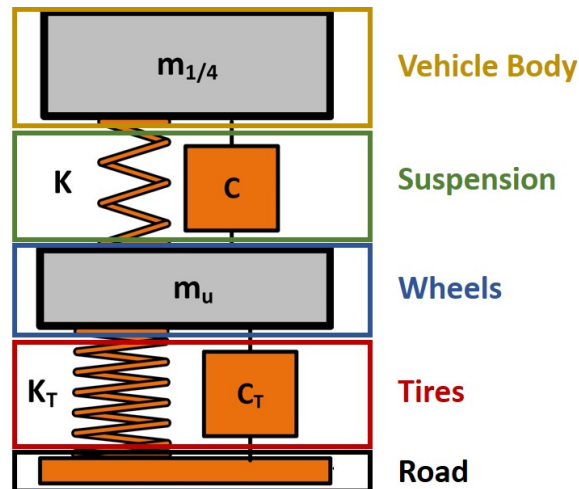 m1/4
Vehicle Body
K
C
Suspension
mu
Wheels
KT
CT
Tires
Road